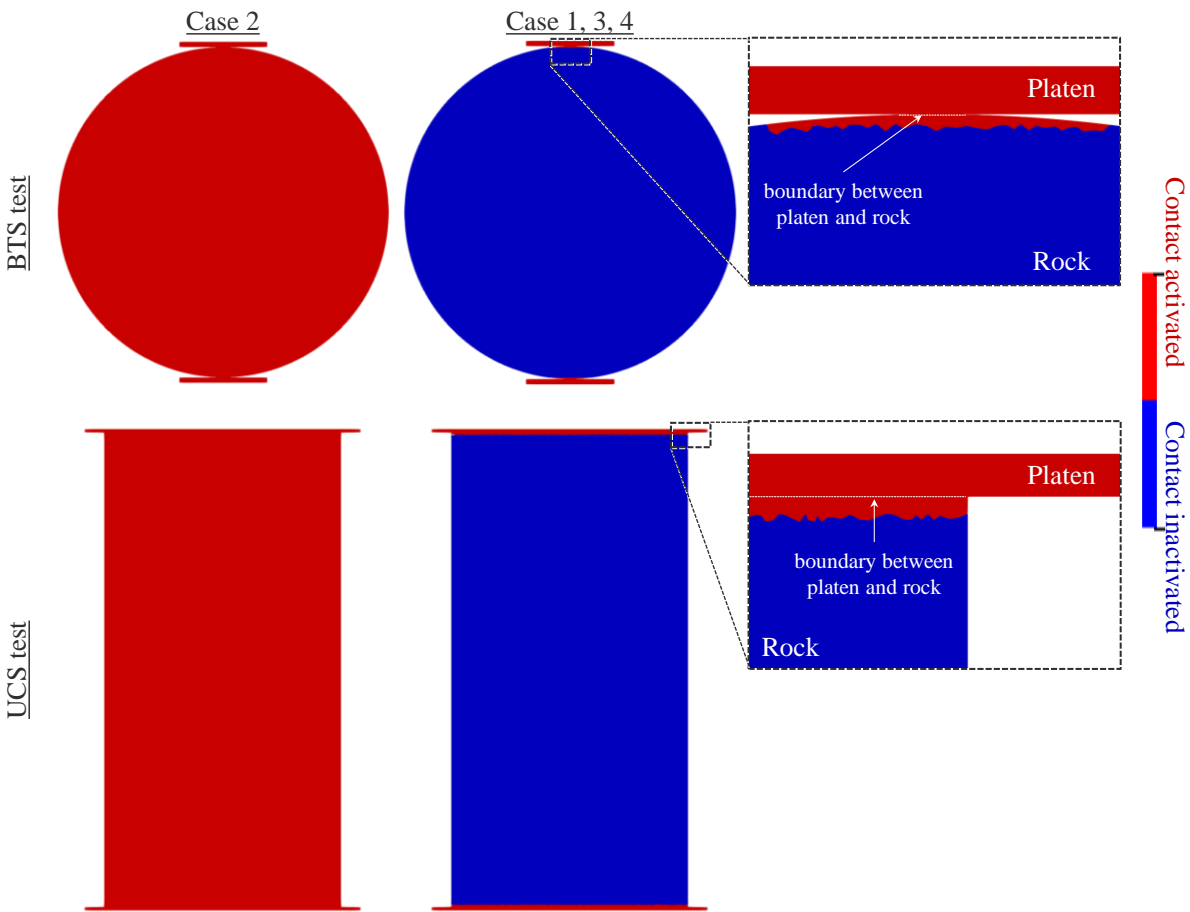 Case 2
Case 1, 3, 4
BTS test
Platen
boundary between
platen and rock
Rock
Contact activated
Contact inactivated
UCS test
Platen
boundary between
platen and rock
Rock